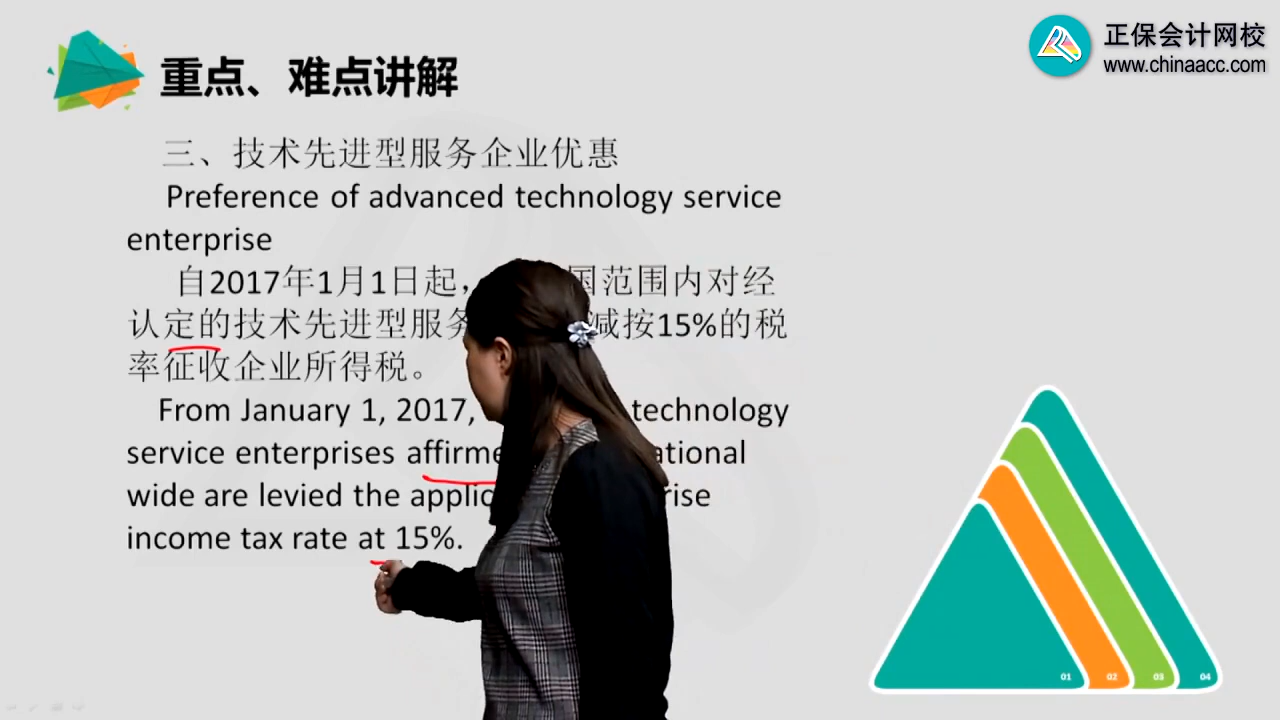 正保会计网校
www.chinaacc.com
重点、难点讲解
三、技术先进型服务企业优惠
Preference of advanced technology service
enterprise
自2017年1月1日起，国范围内对经
认定的技术先进型服务减按15%的税
率征收企业所得税。
From January 1, 2017, technology
service enterprises
wide are levied the
income tax rate at 15%.
01 02 03 04